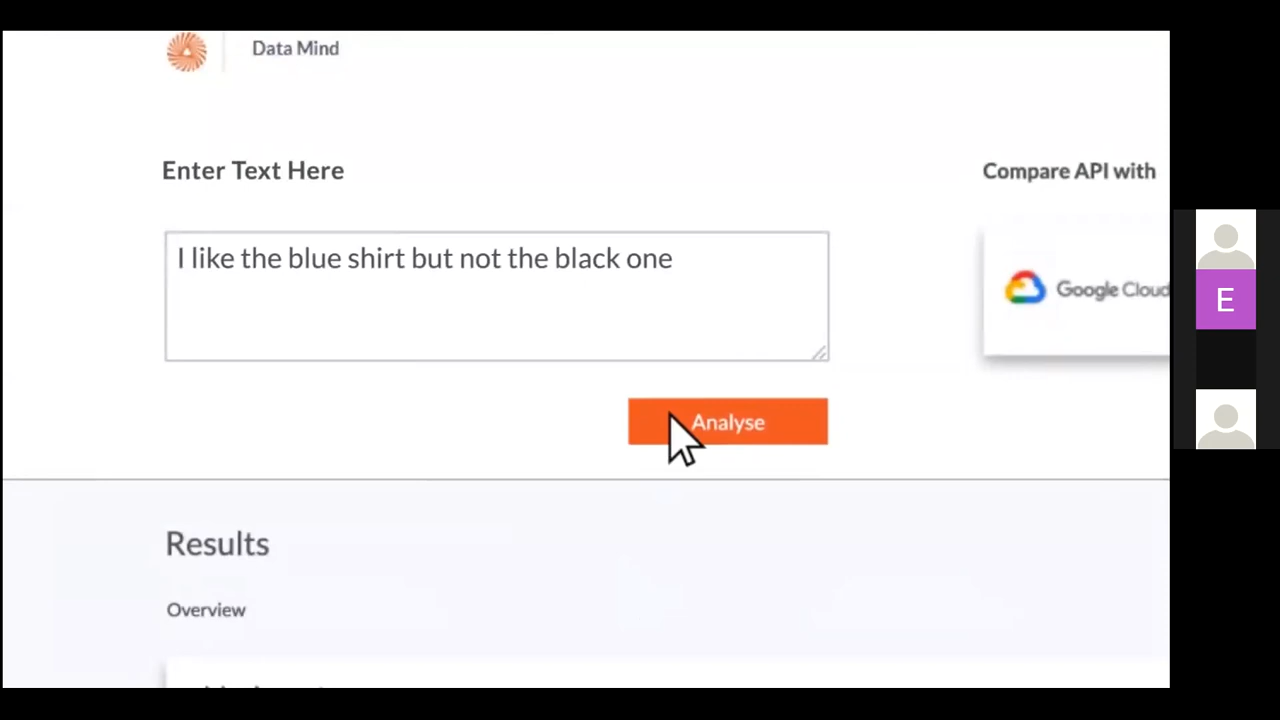 Data Mind
Enter Text Here
Compare API with
I like the blue shirt but not the black one
Google Cloud
E
Analyse
Results
Overview